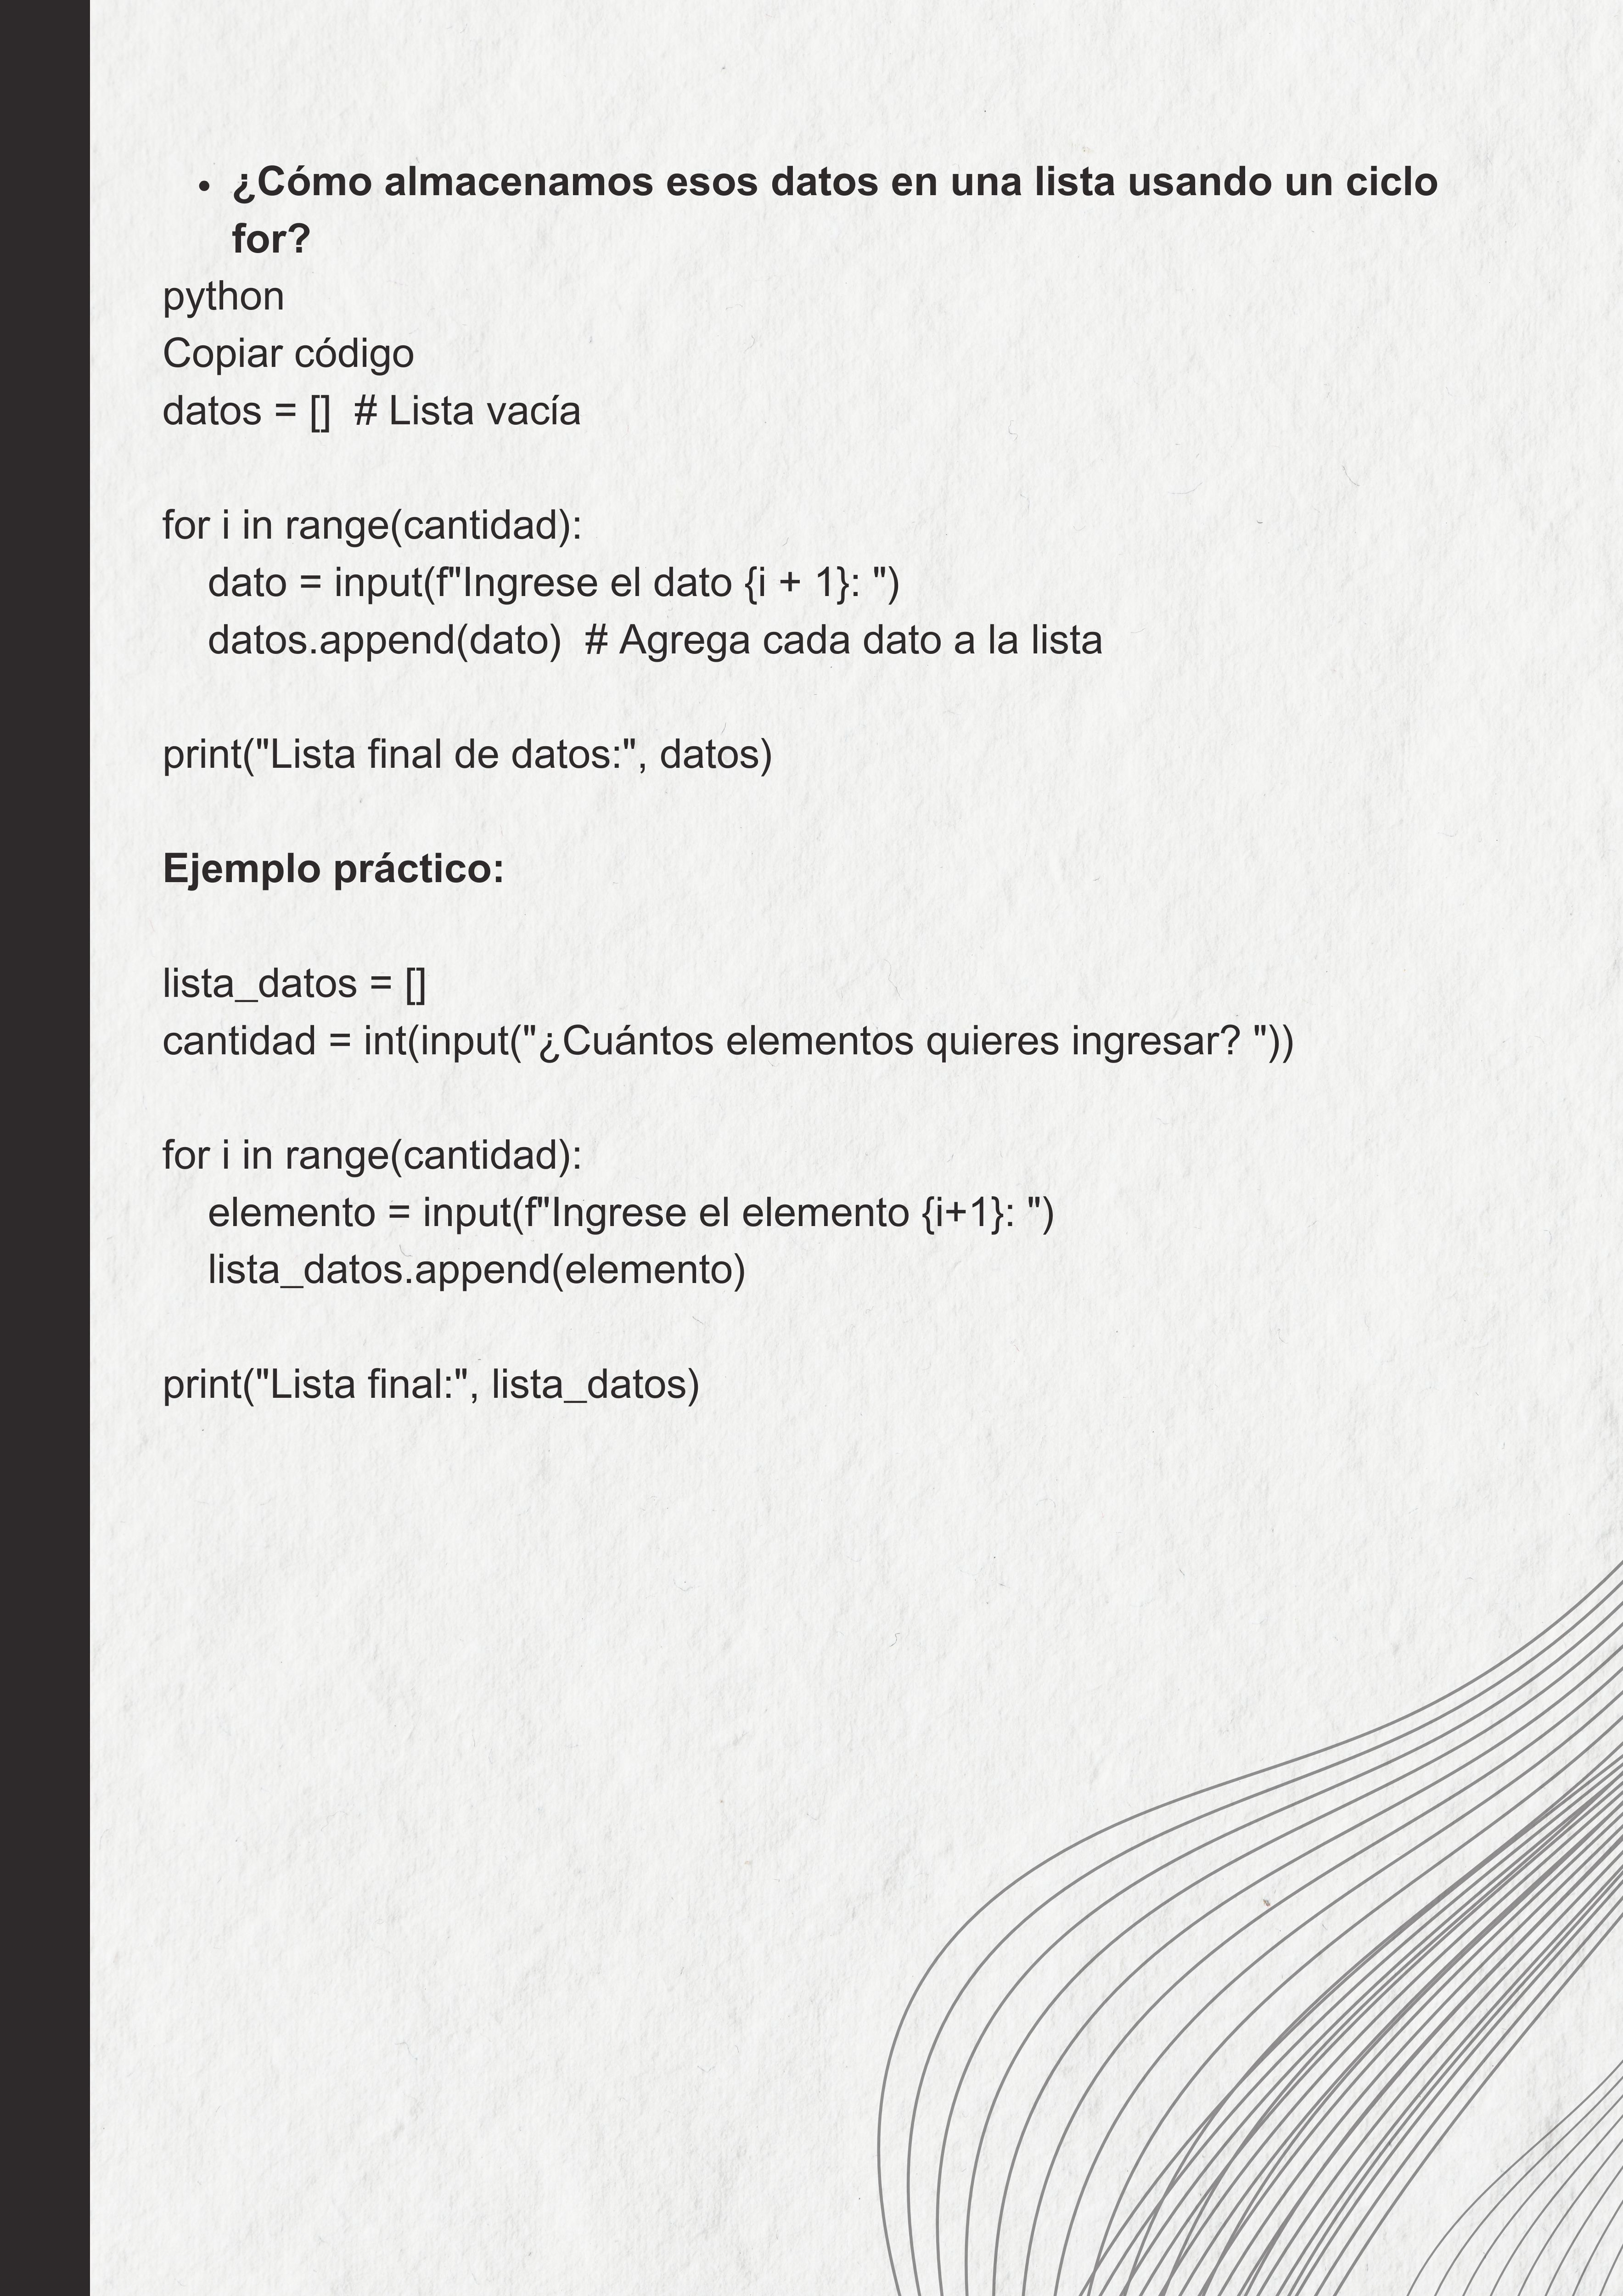 • ¿Cómo almacenamos esos datos en una lista usando un ciclo
for?
python
Copiar código
datos = []  # Lista vacía
for i in range(cantidad):
    dato = input(f"Ingrese el dato {i + 1}: ")
    datos.append(dato)  # Agrega cada dato a la lista
print("Lista final de datos:", datos)
Ejemplo práctico:
lista_datos = []
cantidad = int(input("¿Cuántos elementos quieres ingresar? "))
for i in range(cantidad):
    elemento = input(f"Ingrese el elemento {i+1}: ")
    lista_datos.append(elemento)
print("Lista final:", lista_datos)